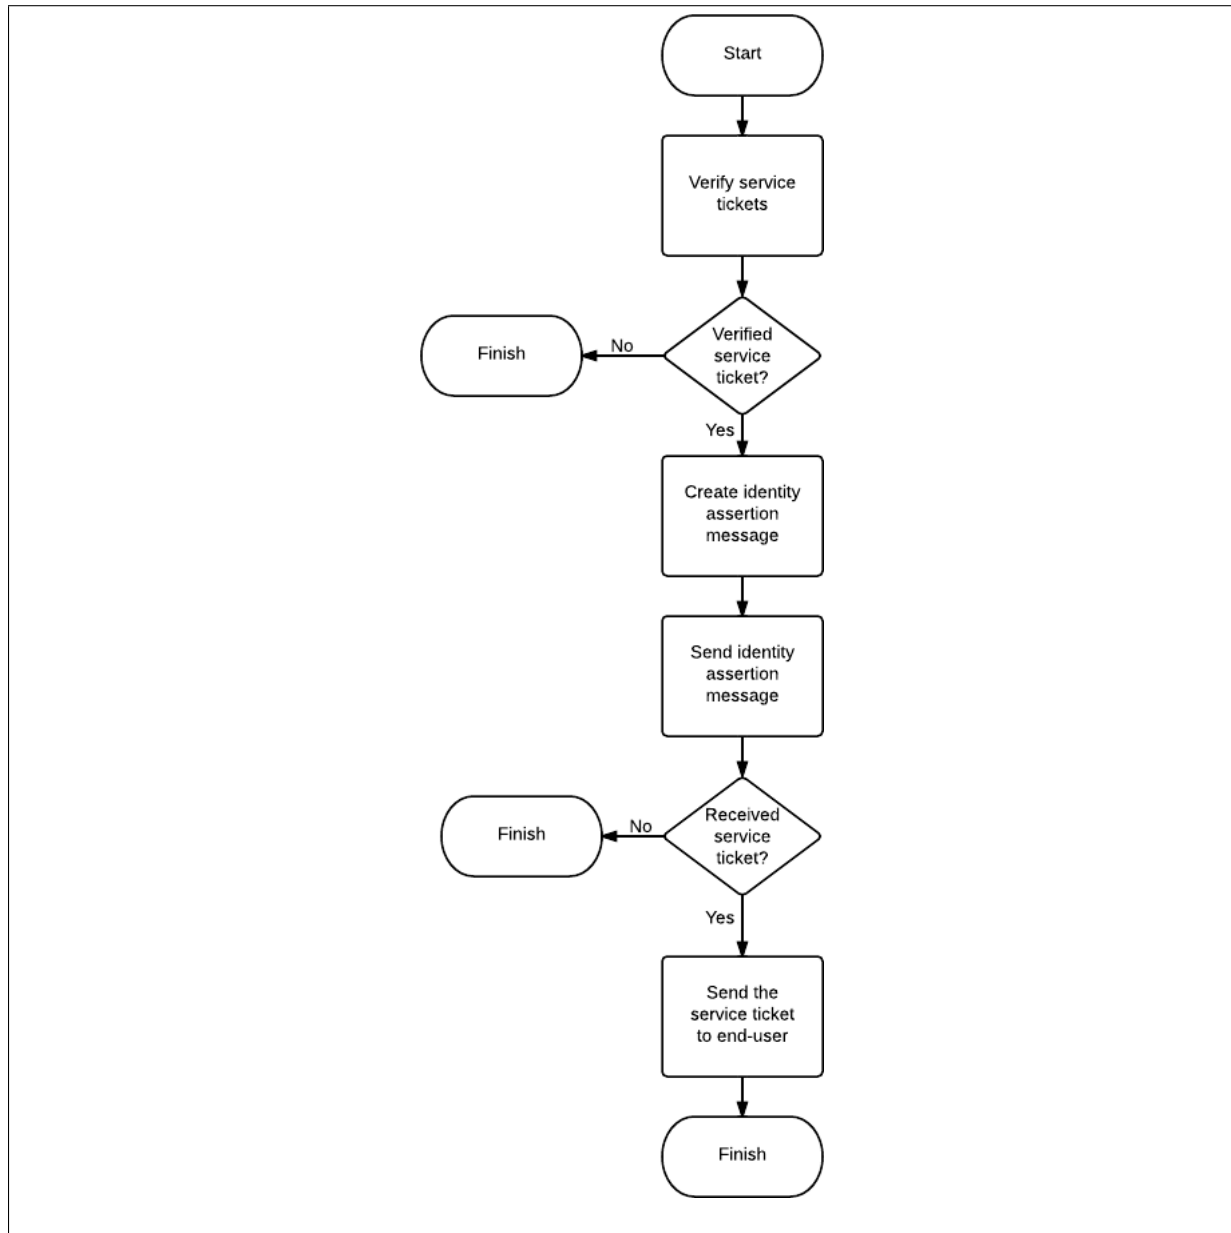 Start
Verify service
tickets
Verified
service
ticket?
No
Finish
Yes
Create identity
assertion
message
Send identity
assertion
message
Received
service
ticket?
No
Finish
Yes
Send the
service ticket
to end-user
Finish